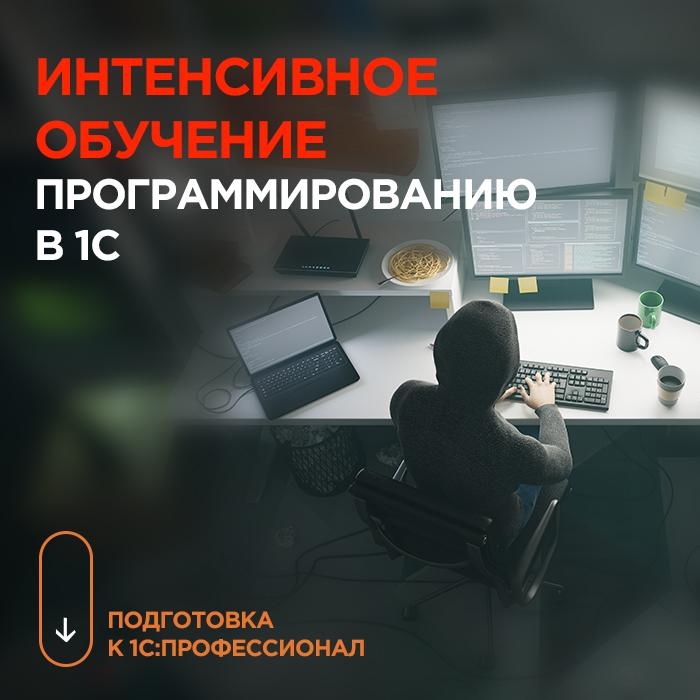 ИНТЕНСИВНОЕ
ОБУЧЕНИЕ
ПРОГРАММИРОВАНИЮ
В 1С
ПОДГОТОВКА
К 1С:ПРОФЕССИОНАЛ